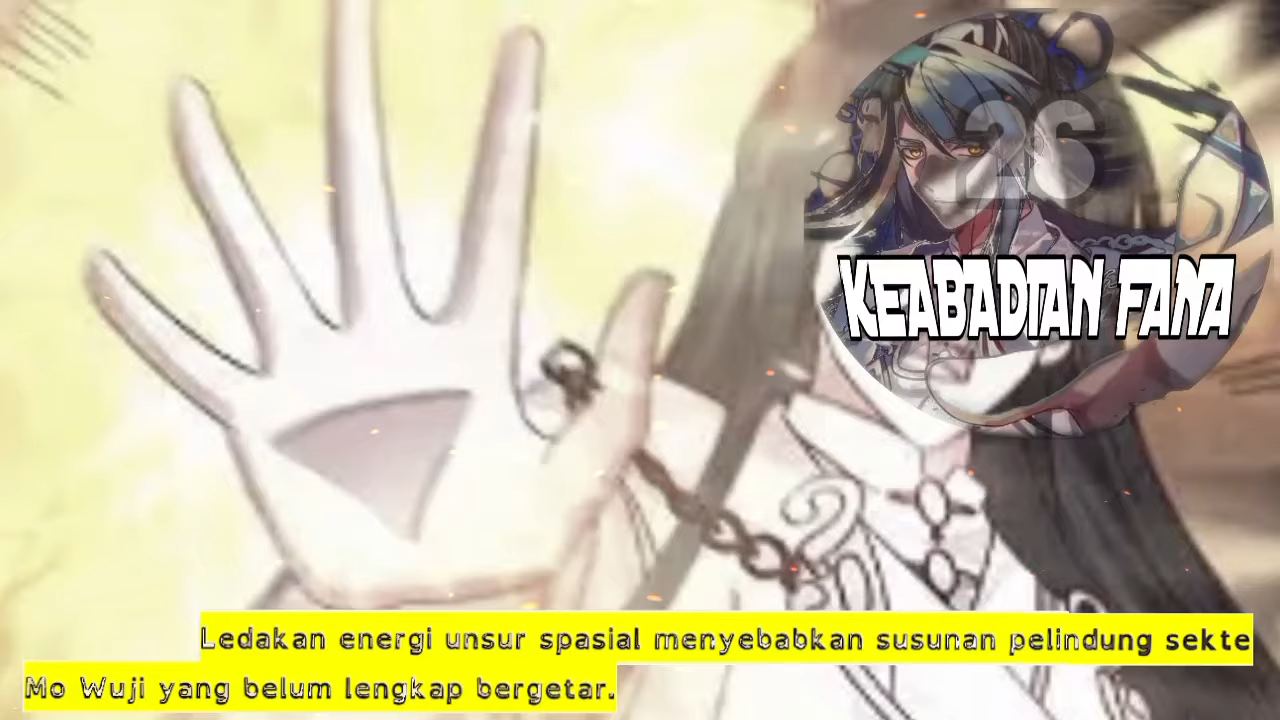 26
KEABADIAN FANA
Ledakan energi unsur spasial menyebabkan susunan pelindung sekte
Mo Wuji yang belum lengkap bergetar.